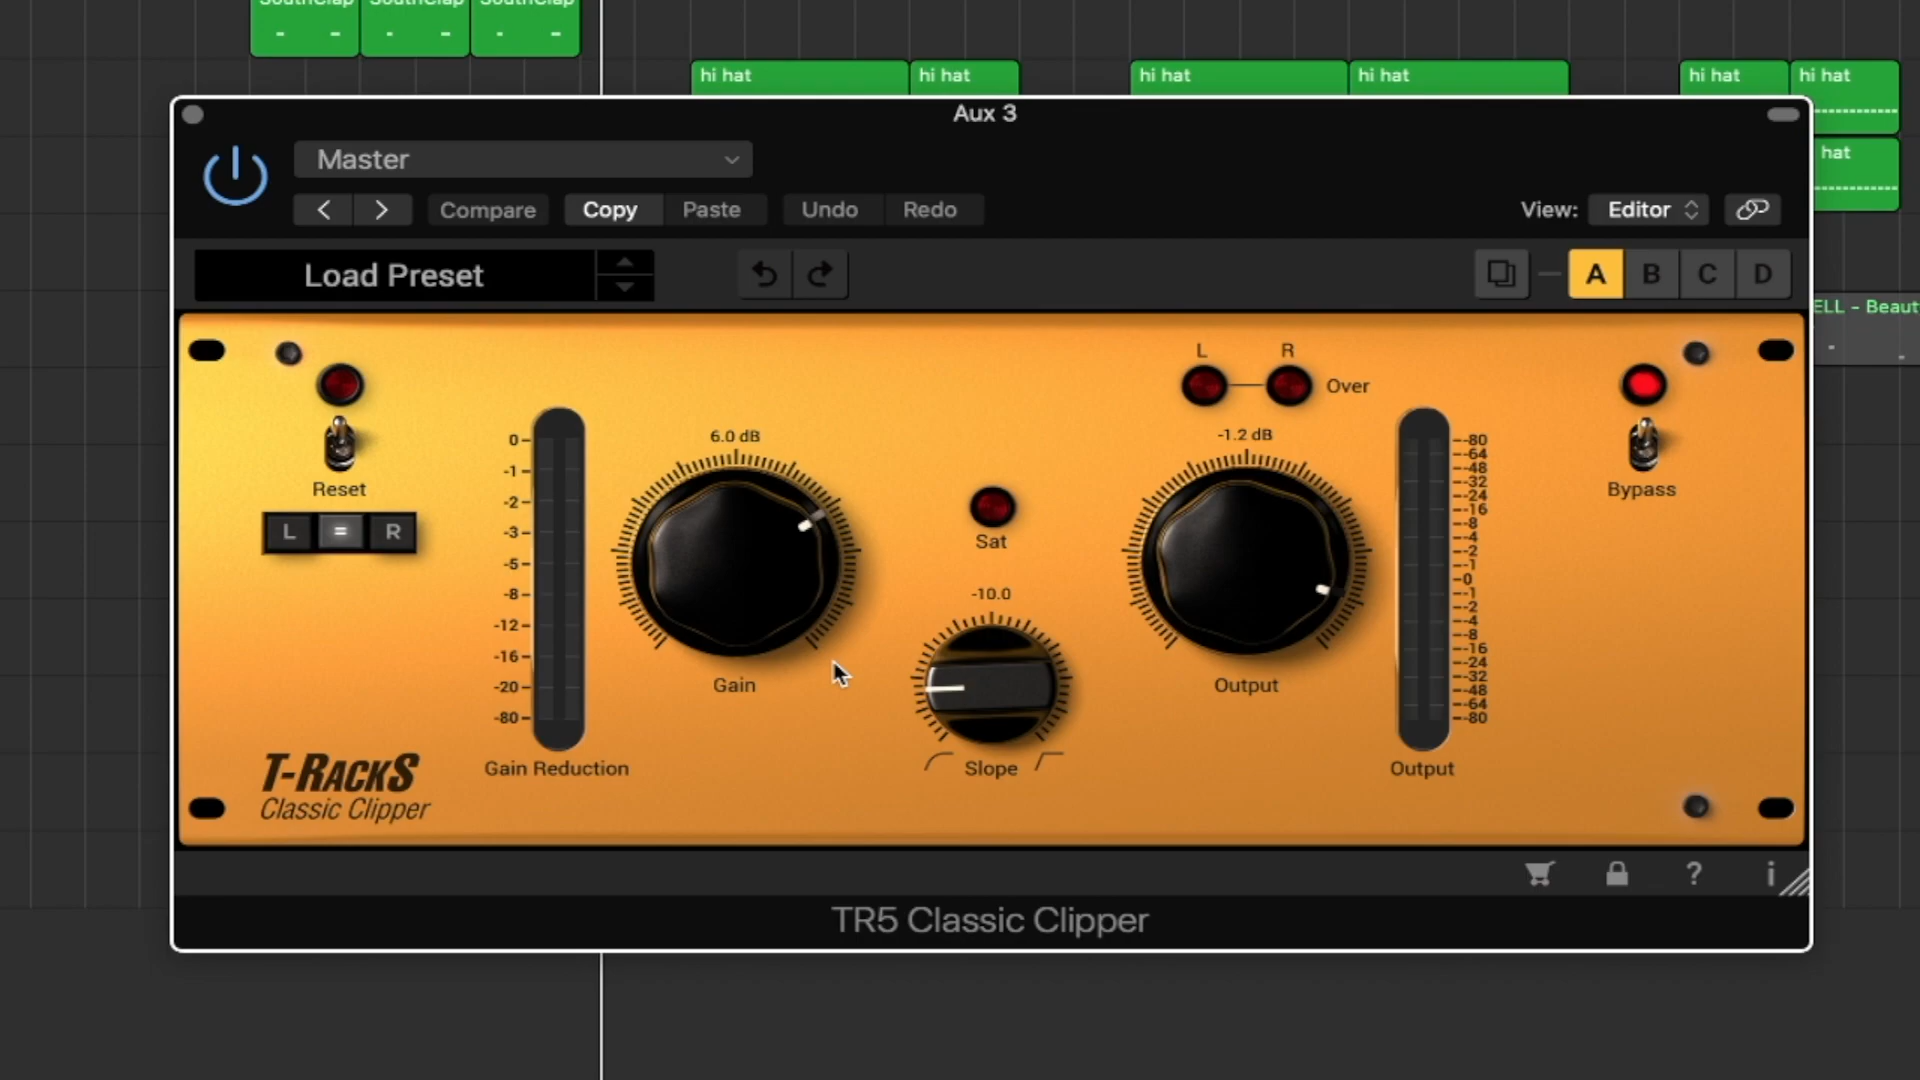 SouthClap SouthClap SouthClap
hi hat hi hat hi hat hi hat hi hat hi hat
Aux 3
hat
Master
Compare Copy Paste Undo Redo
View: Editor
Load Preset
A B C D
ELL - Beaut
L R
Over
6.0 dB
-1.2 dB
0
-1
-2
-3
-5
-8
-12
-16
-20
-80
-80
-64
-48
-32
-24
-16
-8
-4
-2
-1
-0
-1
-2
-4
-8
-16
-24
-32
-48
-64
-80
Reset
Bypass
L = R
Sat
-10.0
Gain
Output
Gain Reduction
Slope
Output
T-RACKS
Classic Clipper
? i
TR5 Classic Clipper